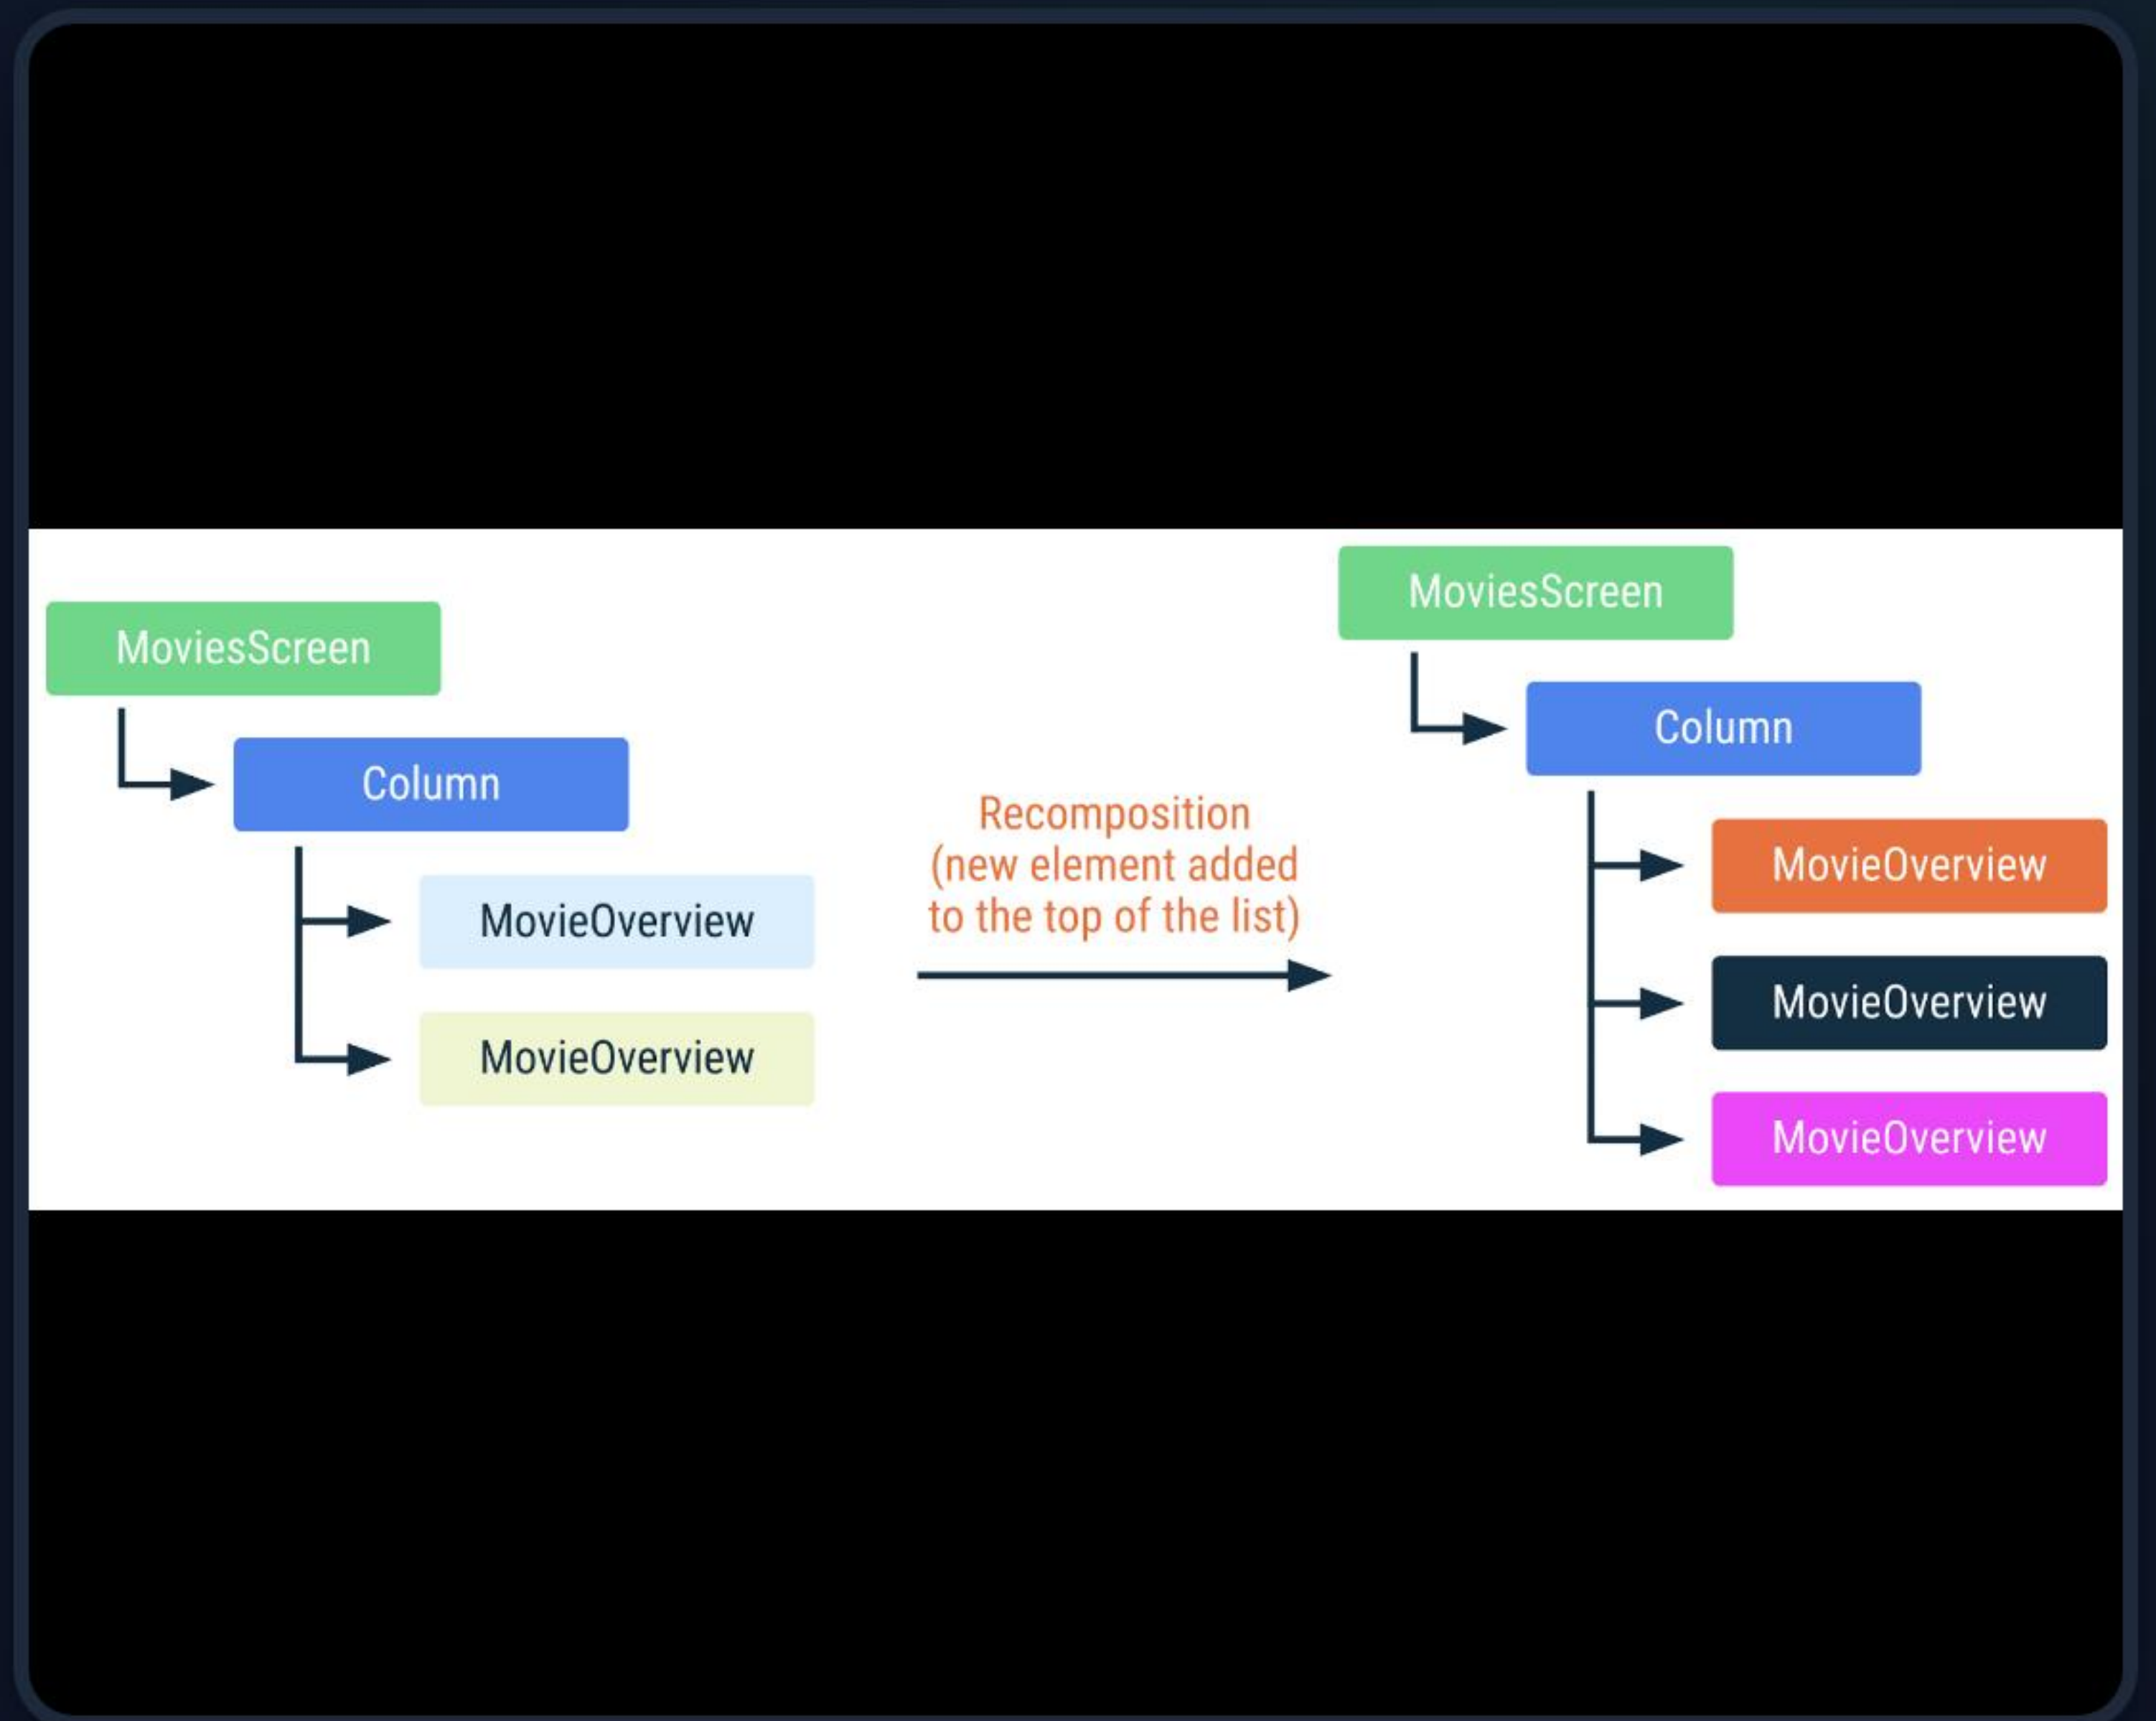 MoviesScreen
Column
MovieOverview
MovieOverview
Recomposition
(new element added
to the top of the list)
MoviesScreen
Column
MovieOverview
MovieOverview
MovieOverview